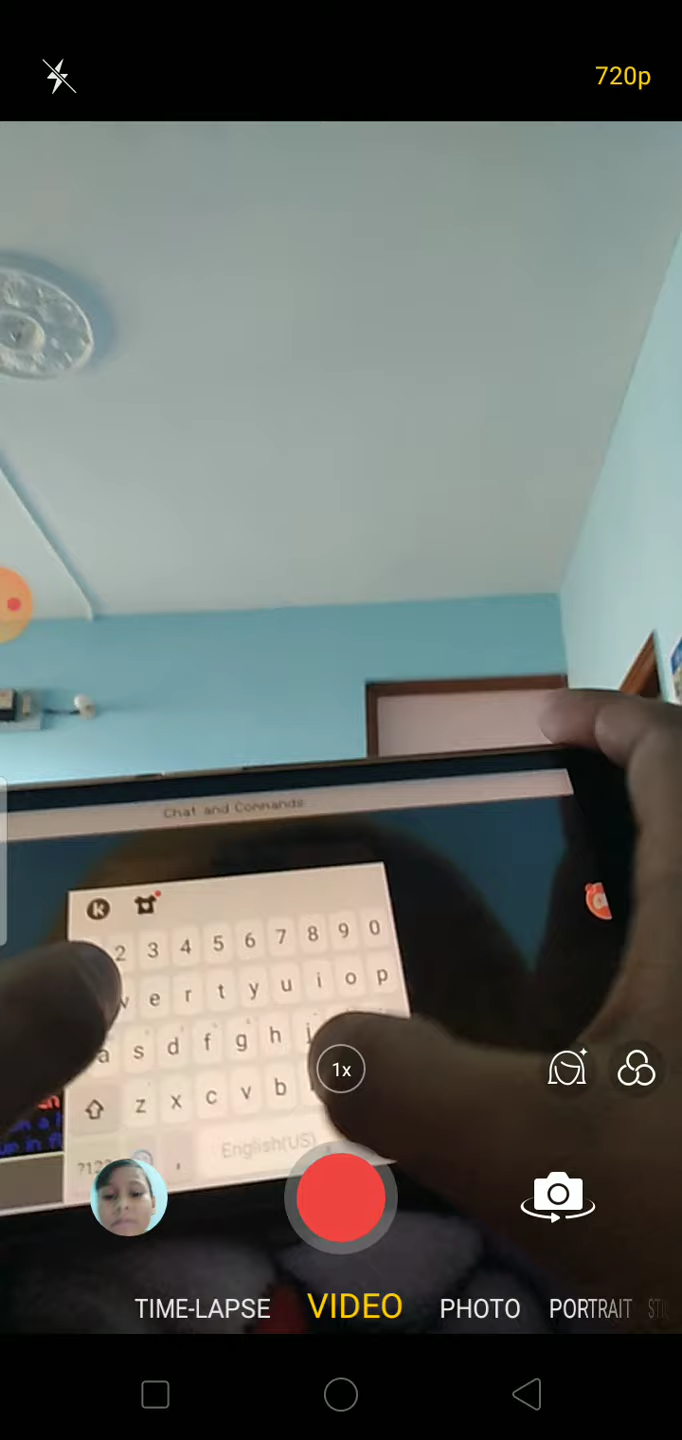 720p
Chat and Commands
K
2 3 4 5 6 7 8 9 0
e r t y u i o p
a s d f g h j
z x c v b
?123 , English(US)
1x
TIME-LAPSE VIDEO PHOTO PORTRAIT